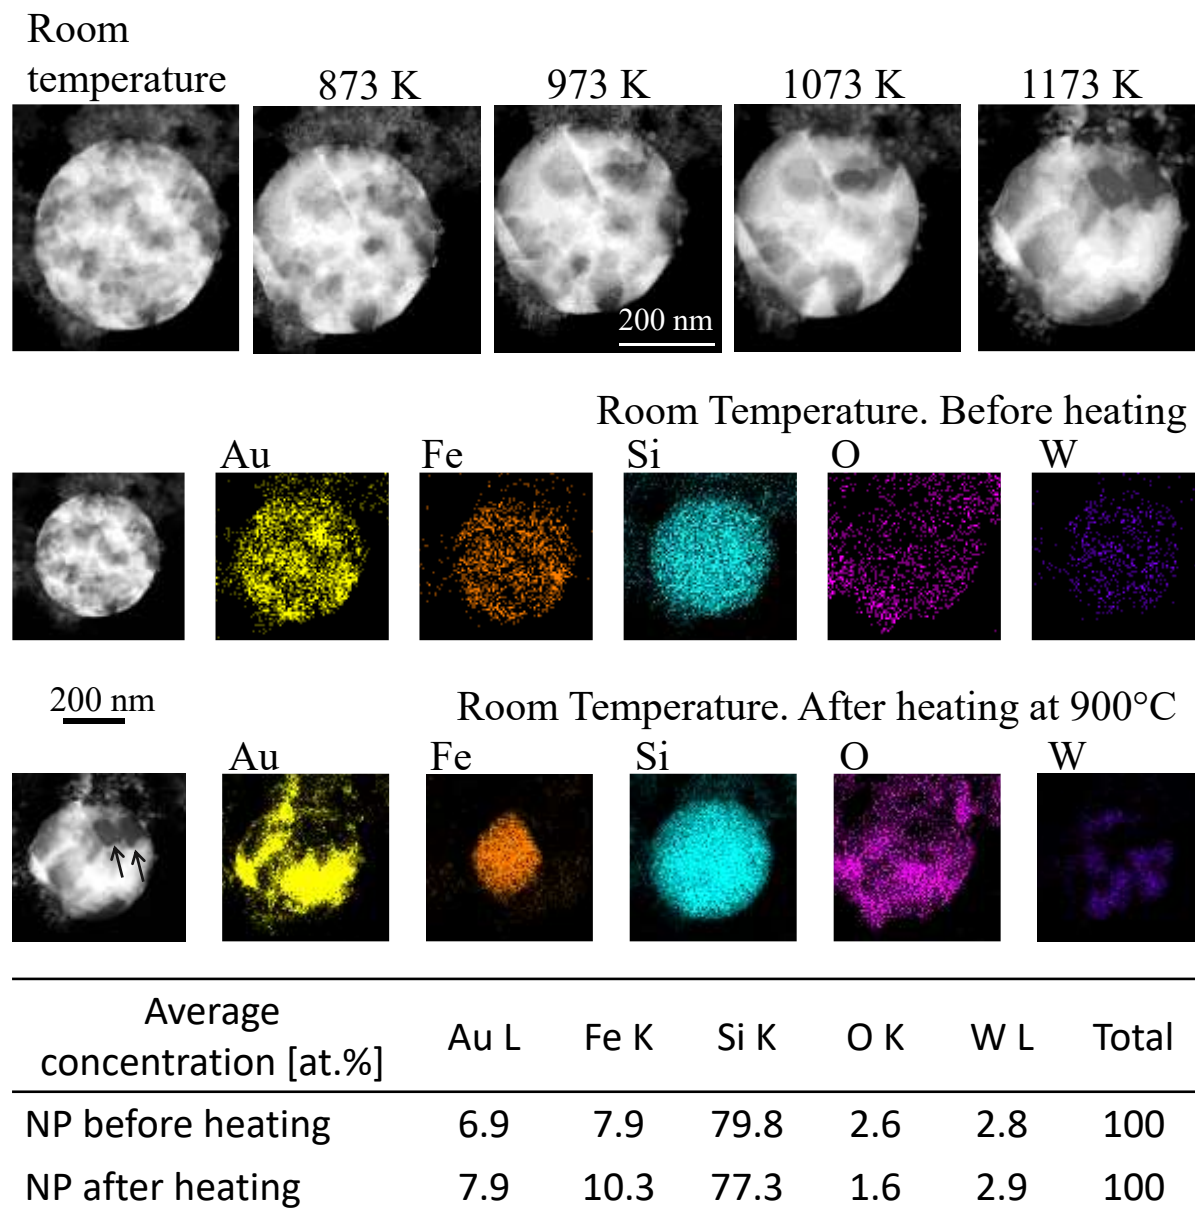 Room
temperature
873 K
973 K
1073 K
1173 K
200 nm
Room Temperature. Before heating
Au
Fe
Si
O
W
200 nm
Room Temperature. After heating at 900°C
Au
Fe
Si
O
W
Average
concentration [at.%]
Au L
Fe K
Si K
O K
W L
Total
NP before heating 6.9 7.9 79.8 2.6 2.8 100
NP after heating 7.9 10.3 77.3 1.6 2.9 100